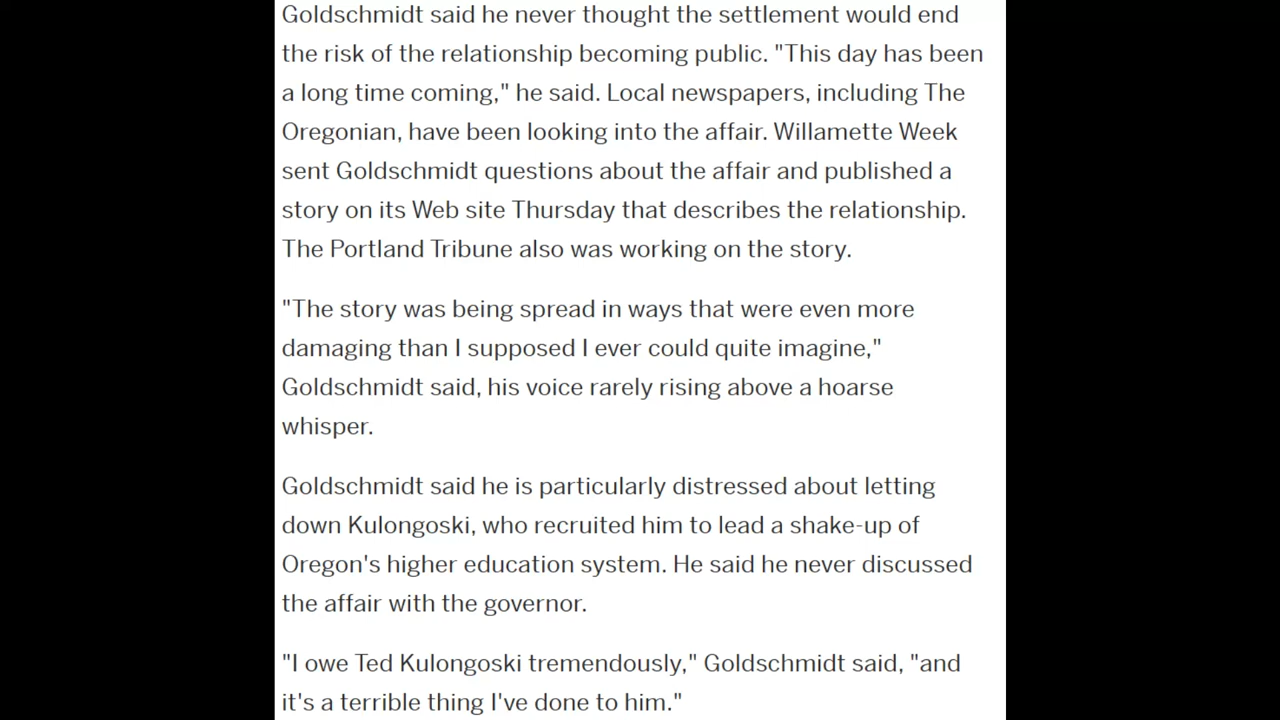 Goldschmidt said he never thought the settlement would end
the risk of the relationship becoming public. "This day has been
a long time coming," he said. Local newspapers, including The
Oregonian, have been looking into the affair. Willamette Week
sent Goldschmidt questions about the affair and published a
story on its Web site Thursday that describes the relationship.
The Portland Tribune also was working on the story.
"The story was being spread in ways that were even more
damaging than I supposed I ever could quite imagine,"
Goldschmidt said, his voice rarely rising above a hoarse
whisper.
Goldschmidt said he is particularly distressed about letting
down Kulongoski, who recruited him to lead a shake-up of
Oregon's higher education system. He said he never discussed
the affair with the governor.
"I owe Ted Kulongoski tremendously," Goldschmidt said, "and
it's a terrible thing I've done to him."